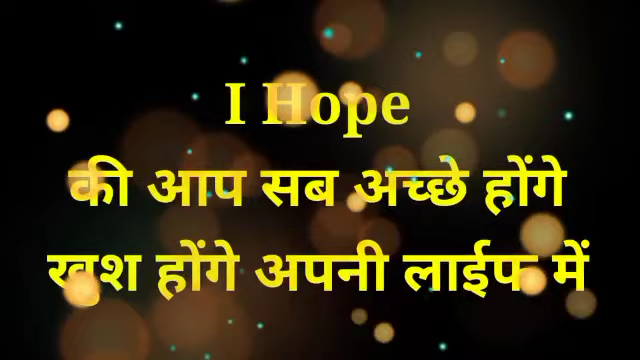 I Hope
की आप सब अच्छे होंगे
खुश होंगे अपनी लाईफ में